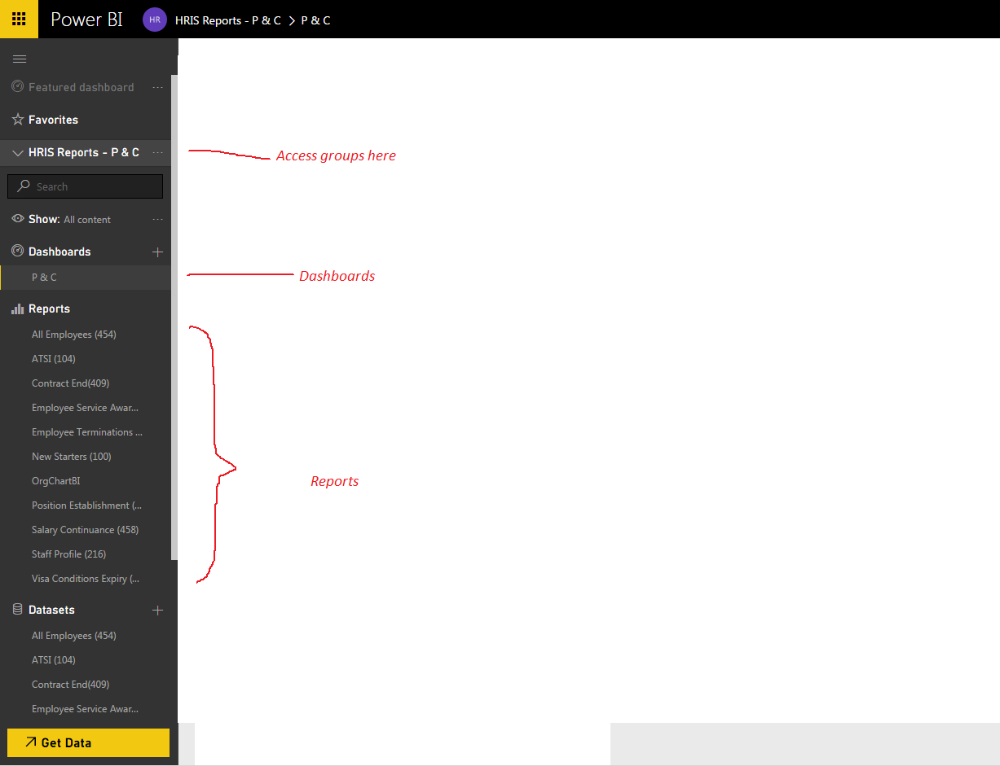 Power BI
HR
HRIS Reports - P & C > P & C
Featured dashboard ...
Favorites
HRIS Reports - P & C ...
Access groups here
Search
Show: All content ...
Dashboards +
P & C
Dashboards
Reports
All Employees (454)
ATSI (104)
Contract End(409)
Employee Service Awar...
Employee Terminations ...
New Starters (100)
OrgChartBI
Reports
Position Establishment (...
Salary Continuance (458)
Staff Profile (216)
Visa Conditions Expiry (...
Datasets +
All Employees (454)
ATSI (104)
Contract End(409)
Employee Service Awar...
Get Data